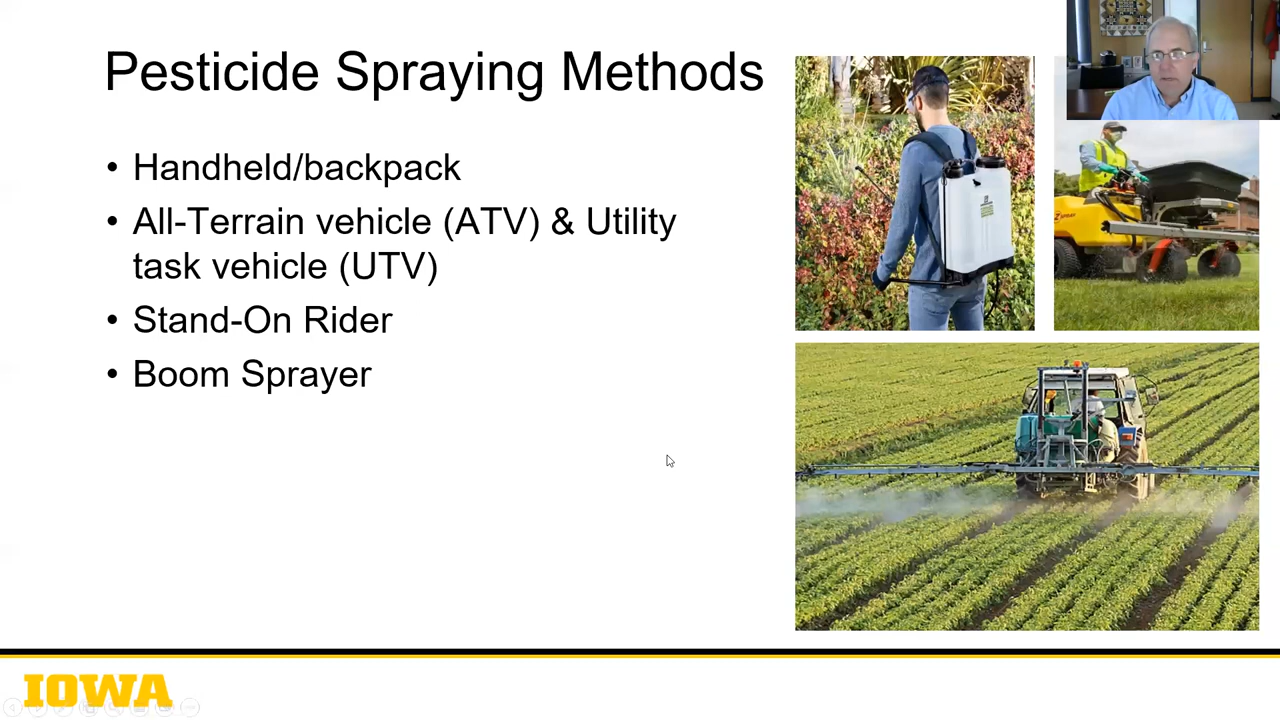 Pesticide Spraying Methods
• Handheld/backpack
• All-Terrain vehicle (ATV) & Utility
task vehicle (UTV)
• Stand-On Rider
• Boom Sprayer
SPRAY
IOWA